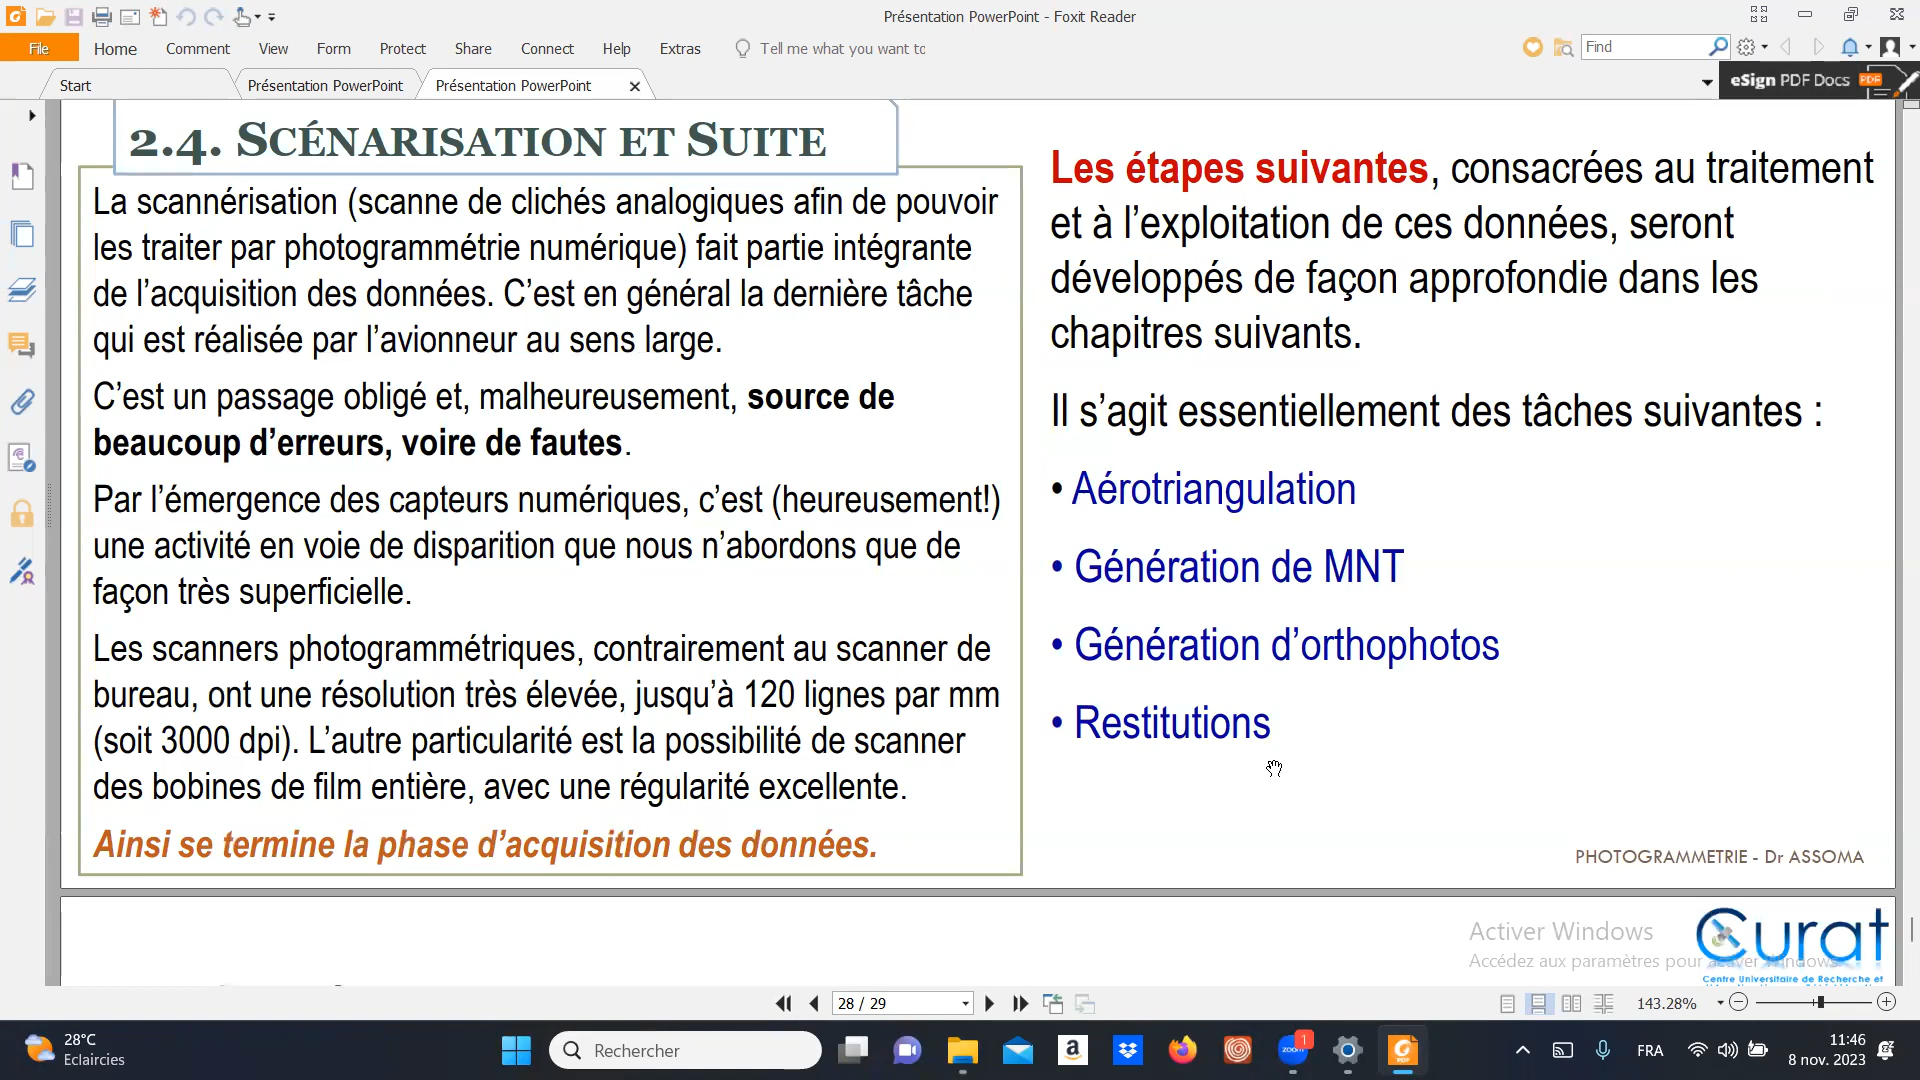 Présentation PowerPoint - Foxit Reader
File Home Comment View Form Protect Share Connect Help Extras Tell me what you want to
Find
Start Présentation PowerPoint Présentation PowerPoint
eSign PDF Docs PDF
2.4. SCÉNARISATION ET SUITE
La scannérisation (scanne de clichés analogiques afin de pouvoir
les traiter par photogrammétrie numérique) fait partie intégrante
de l’acquisition des données. C’est en général la dernière tâche
qui est réalisée par l’avionneur au sens large.
C’est un passage obligé et, malheureusement, source de
beaucoup d’erreurs, voire de fautes.
Par l’émergence des capteurs numériques, c’est (heureusement!)
une activité en voie de disparition que nous n’abordons que de
façon très superficielle.
Les scanners photogrammétriques, contrairement au scanner de
bureau, ont une résolution très élevée, jusqu’à 120 lignes par mm
(soit 3000 dpi). L’autre particularité est la possibilité de scanner
des bobines de film entière, avec une régularité excellente.
Ainsi se termine la phase d’acquisition des données.
Les étapes suivantes, consacrées au traitement
et à l’exploitation de ces données, seront
développés de façon approfondie dans les
chapitres suivants.
Il s’agit essentiellement des tâches suivantes :
• Aérotriangulation
• Génération de MNT
• Génération d’orthophotos
• Restitutions
PHOTOGRAMMETRIE - Dr ASSOMA
Activer Windows
Accédez aux paramètres pour activer Windows.
Curat
Centre Universitaire de Recherche et
28 / 29
143.28%
28°C
Eclaircies
Rechercher
zoom
1
FRA
11:46
8 nov. 2023